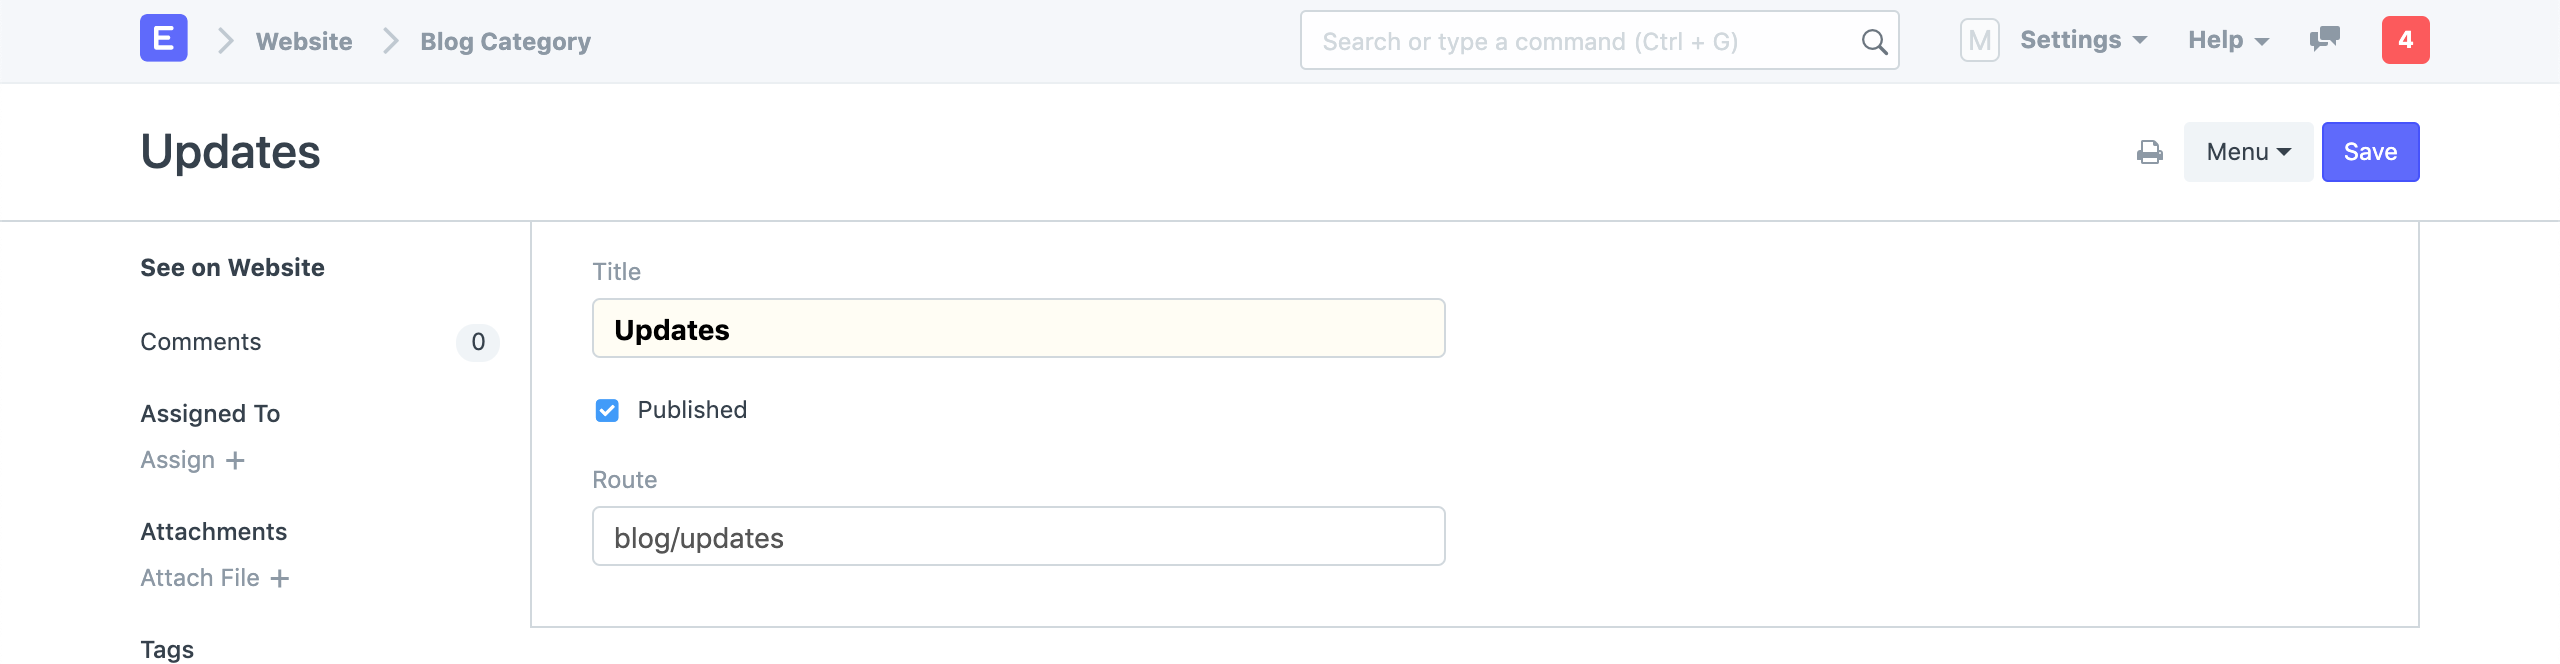 E Website Blog Category Search or type a command (Ctrl + G) M Settings Help 4
Updates Menu Save
See on Website
Title
Updates
Comments 0
Published
Assigned To
Assign +
Route
blog/updates
Attachments
Attach File +
Tags